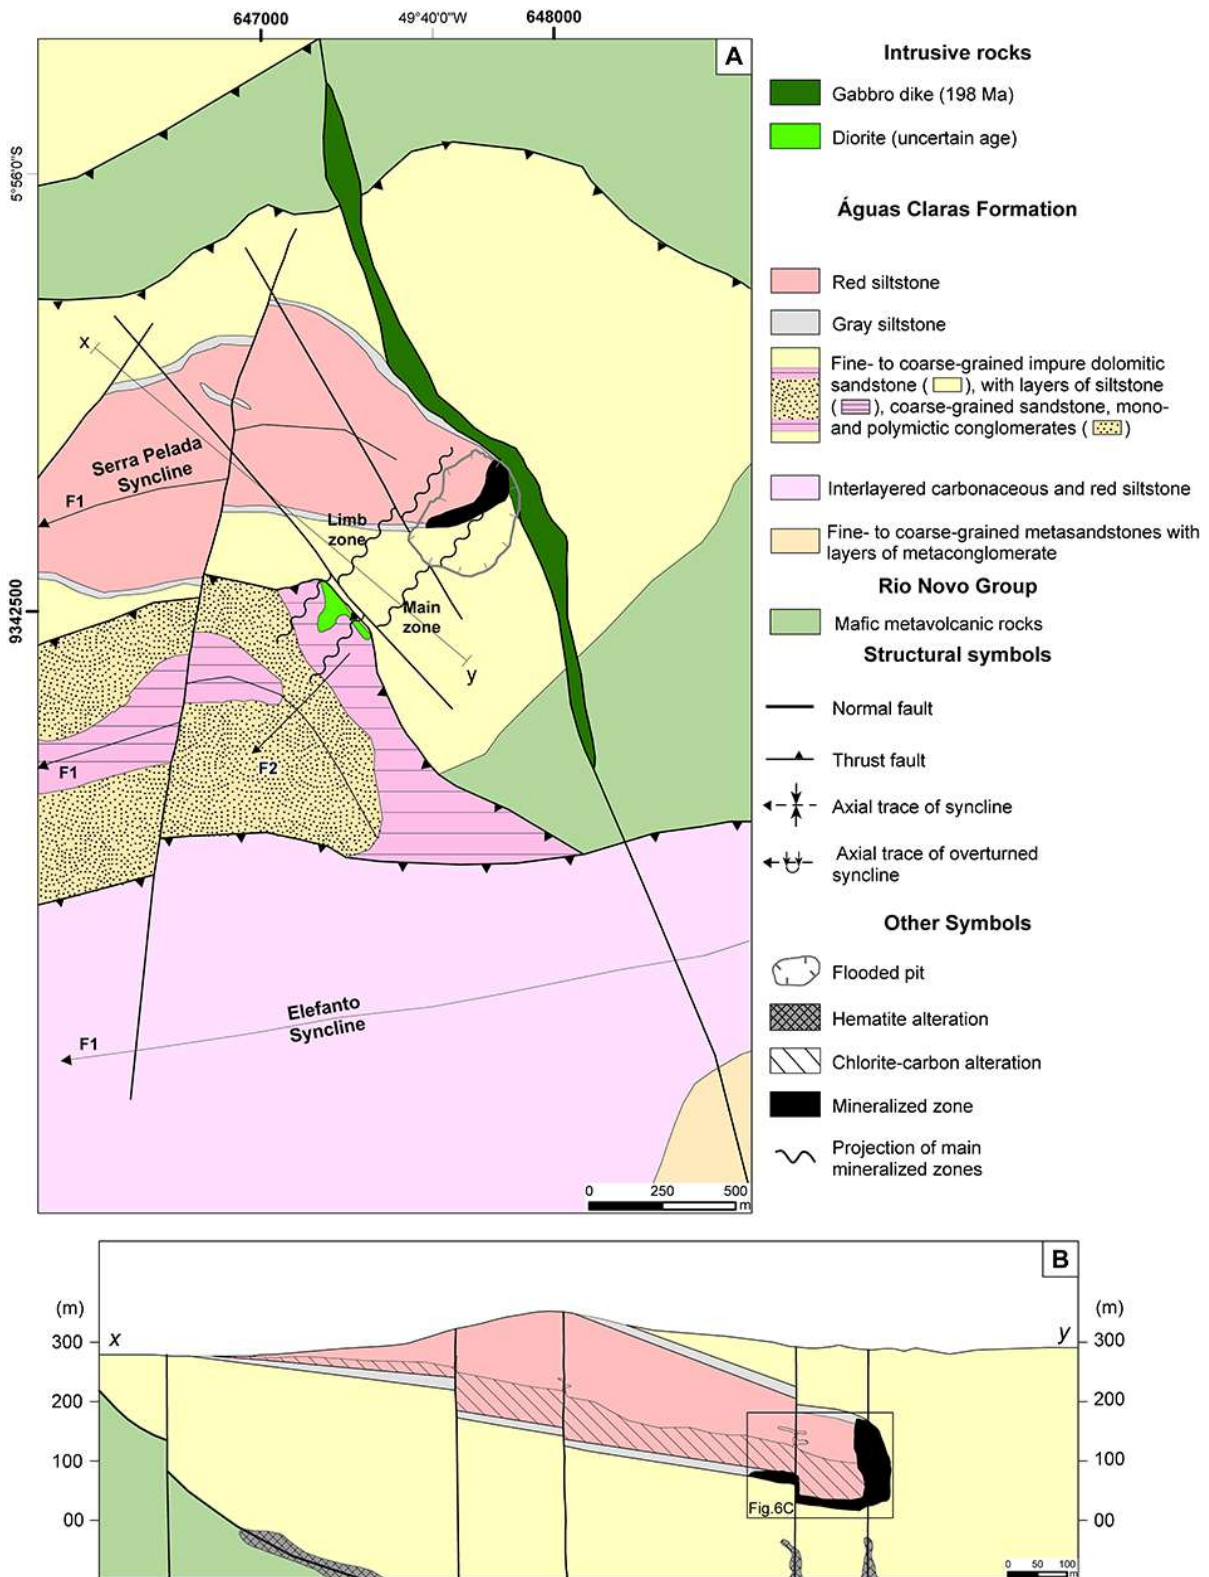 647000
49°40'0"W
648000
A
5°56'0"S
9342500
x
Serra Pelada
Syncline
F1
Limb
zone
Main
zone
y
F1
F2
Elefanto
Syncline
F1
0 250 500
m
Intrusive rocks
Gabbro dike (198 Ma)
Diorite (uncertain age)
Águas Claras Formation
Red siltstone
Gray siltstone
Fine- to coarse-grained impure dolomitic
sandstone ( ), with layers of siltstone
( ), coarse-grained sandstone, mono-
and polymictic conglomerates ( )
Interlayered carbonaceous and red siltstone
Fine- to coarse-grained metasandstones with
layers of metaconglomerate
Rio Novo Group
Mafic metavolcanic rocks
Structural symbols
Normal fault
Thrust fault
Axial trace of syncline
Axial trace of overturned
syncline
Other Symbols
Flooded pit
Hematite alteration
Chlorite-carbon alteration
Mineralized zone
Projection of main
mineralized zones
B
(m)
(m)
x
y
300
300
200
200
100
100
00
00
Fig.6C
0 50 100
m